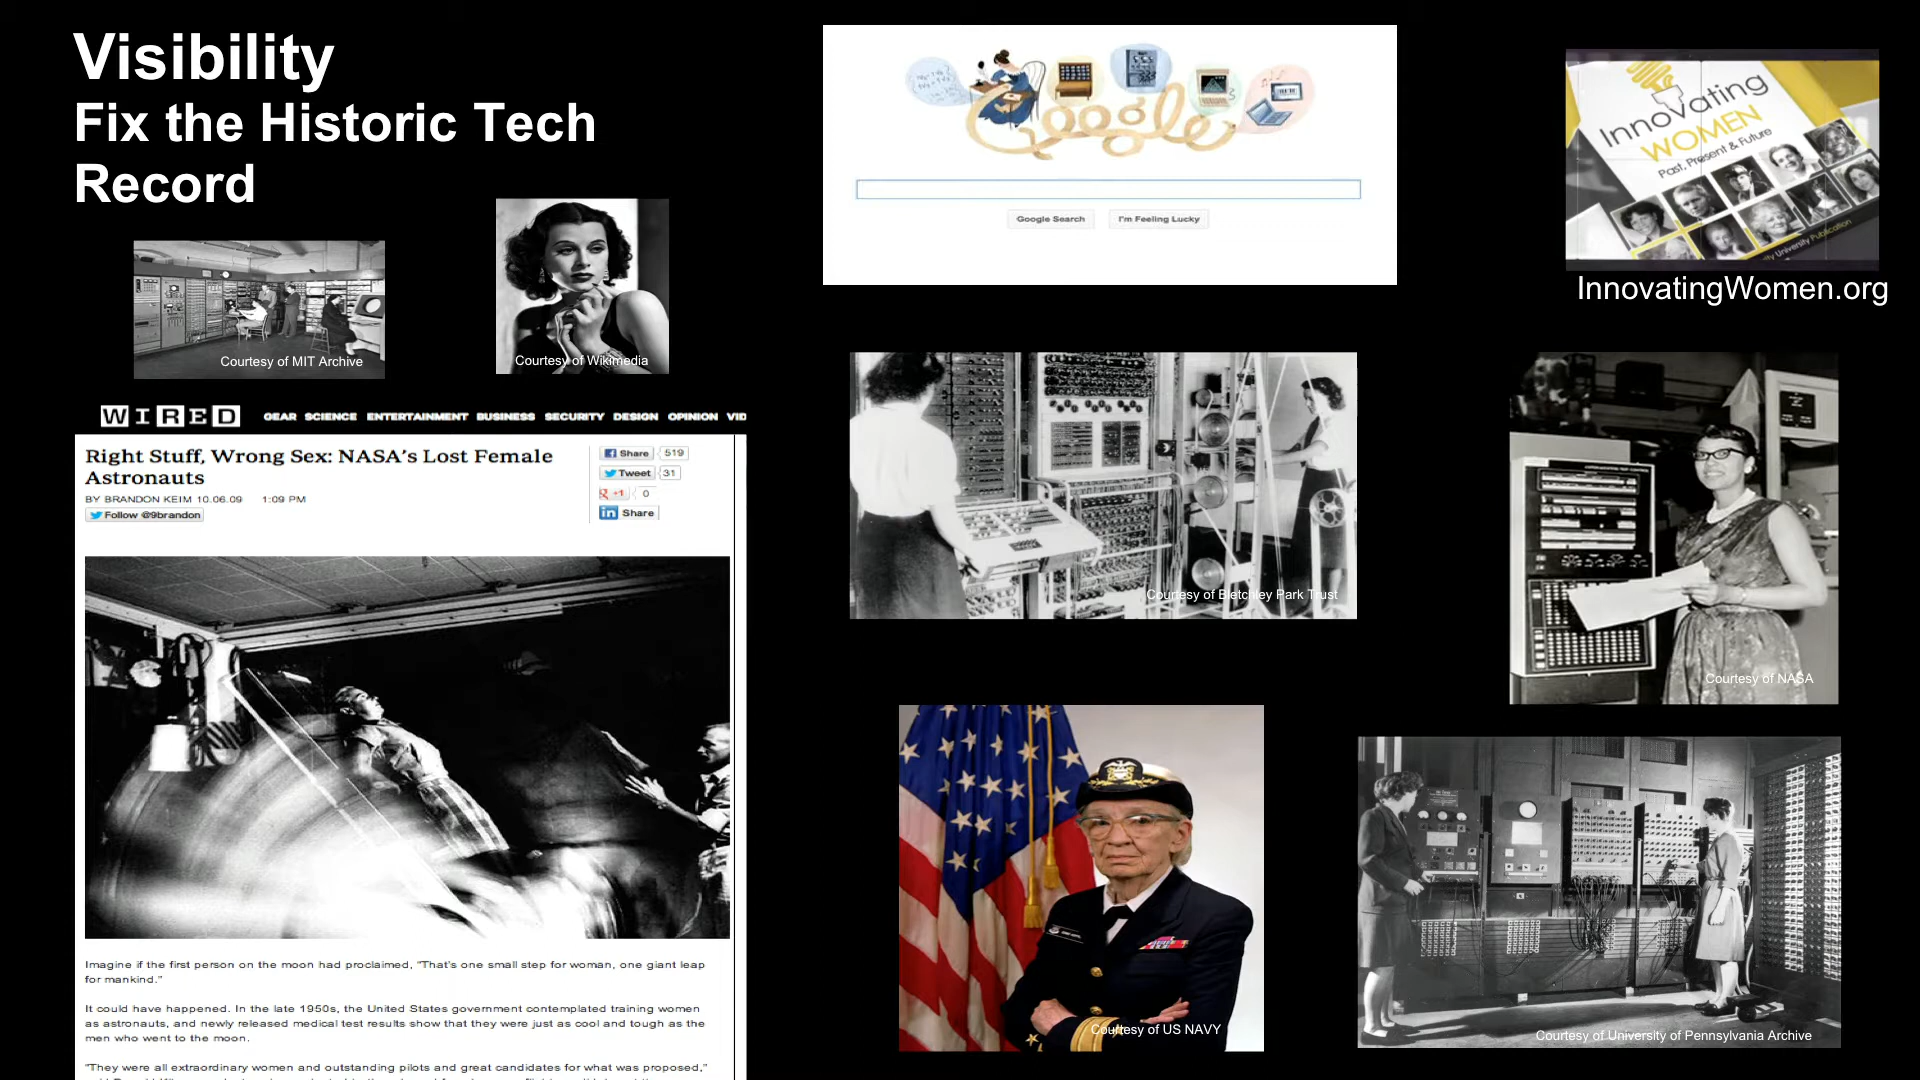 Visibility
Fix the Historic Tech
Record
Courtesy of MIT Archive
Courtesy of Wikimedia
WIRED
GEAR SCIENCE ENTERTAINMENT BUSINESS SECURITY DESIGN OPINION VID
Right Stuff, Wrong Sex: NASA's Lost Female
Astronauts
BY BRANDON KEIM 10.06.09 1:09 PM
Follow @9brandon
Share 519
Tweet 31
+1 0
in Share
Imagine if the first person on the moon had proclaimed, "That's one small step for woman, one giant leap
for mankind."
It could have happened. In the late 1950s, the United States government contemplated training women
as astronauts, and newly released medical test results show that they were just as cool and tough as the
men who went to the moon.
"They were all extraordinary women and outstanding pilots and great candidates for what was proposed,"
Google
Google Search
I'm Feeling Lucky
Innovating
WOMEN
Past, Present & Future
University Publication
InnovatingWomen.org
Courtesy of Bletchley Park Trust
Courtesy of NASA
Courtesy of US NAVY
Courtesy of University of Pennsylvania Archive